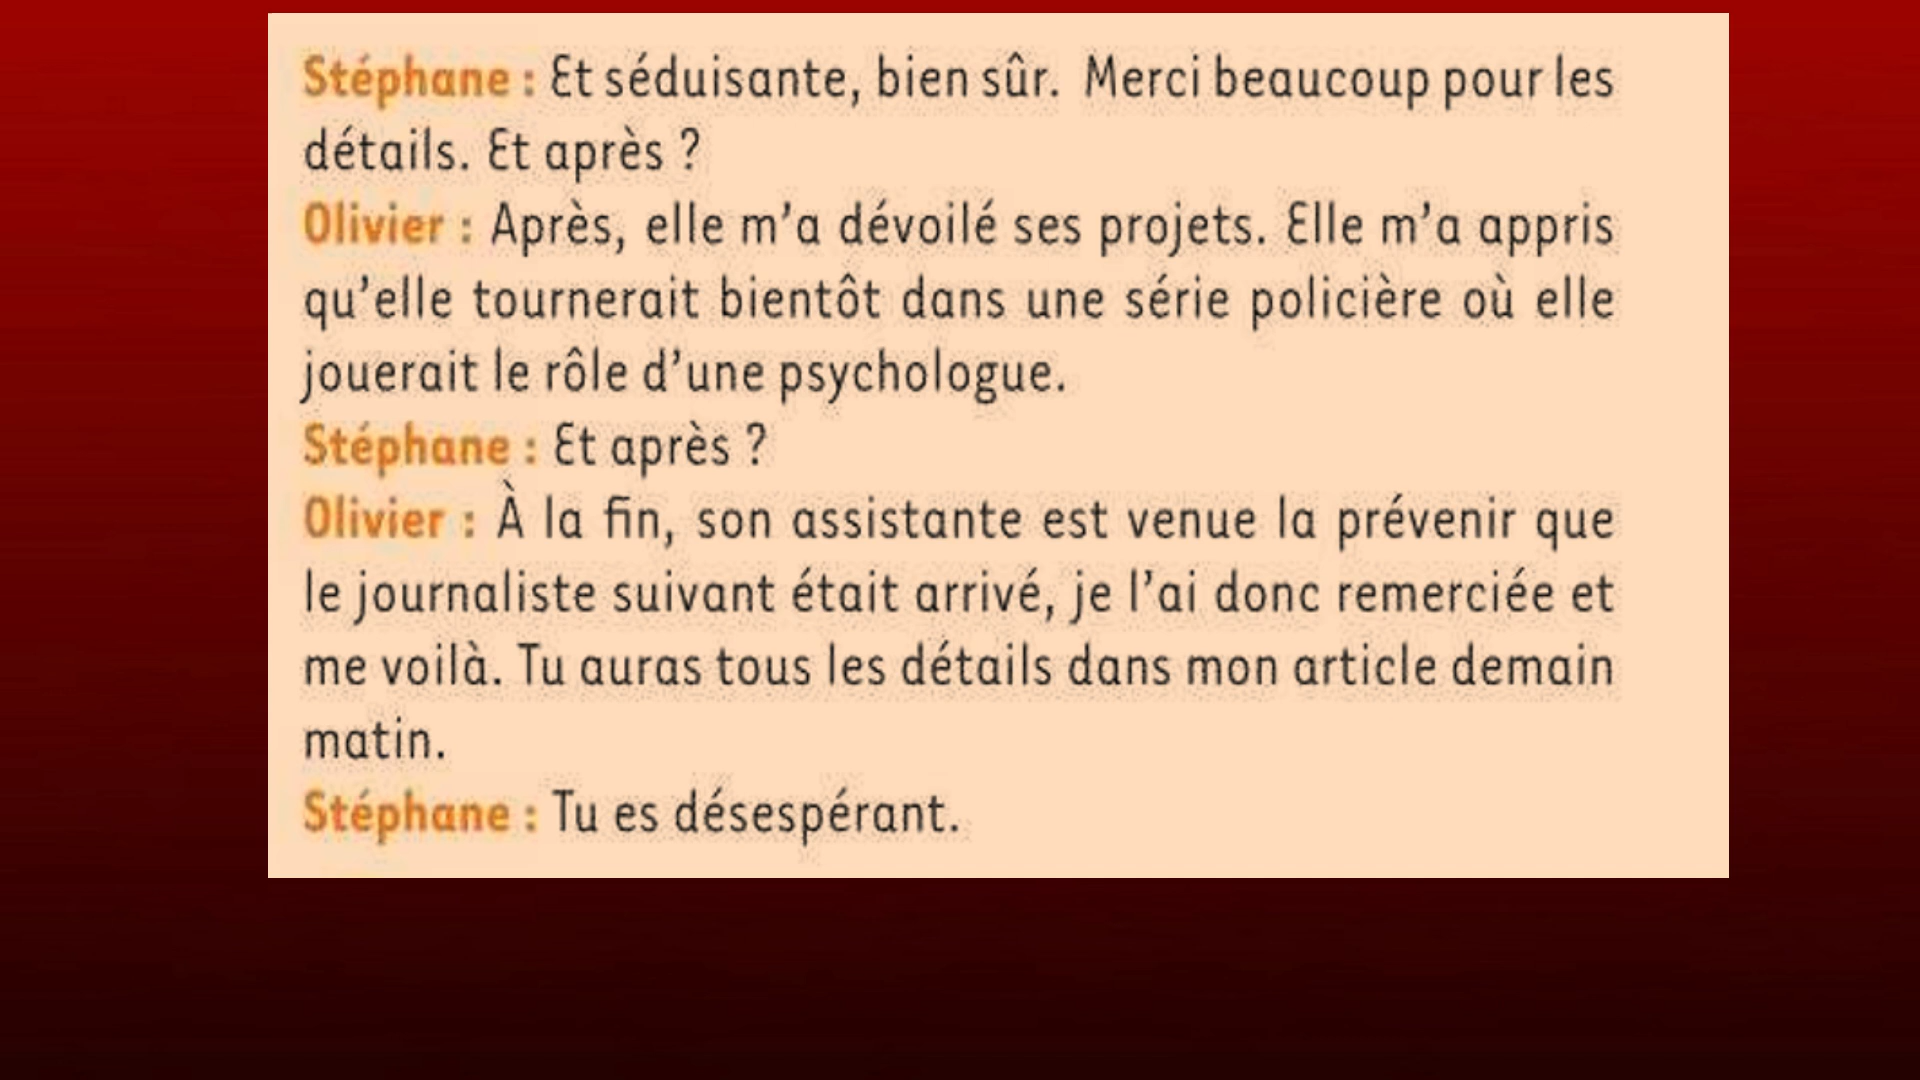 Stéphane : Et séduisante, bien sûr. Merci beaucoup pour les
détails. Et après ?
Olivier : Après, elle m'a dévoilé ses projets. Elle m'a appris
qu'elle tournerait bientôt dans une série policière où elle
jouerait le rôle d'une psychologue.
Stéphane : Et après ?
Olivier : À la fin, son assistante est venue la prévenir que
le journaliste suivant était arrivé, je l'ai donc remerciée et
me voilà. Tu auras tous les détails dans mon article demain
matin.
Stéphane : Tu es désespérant.